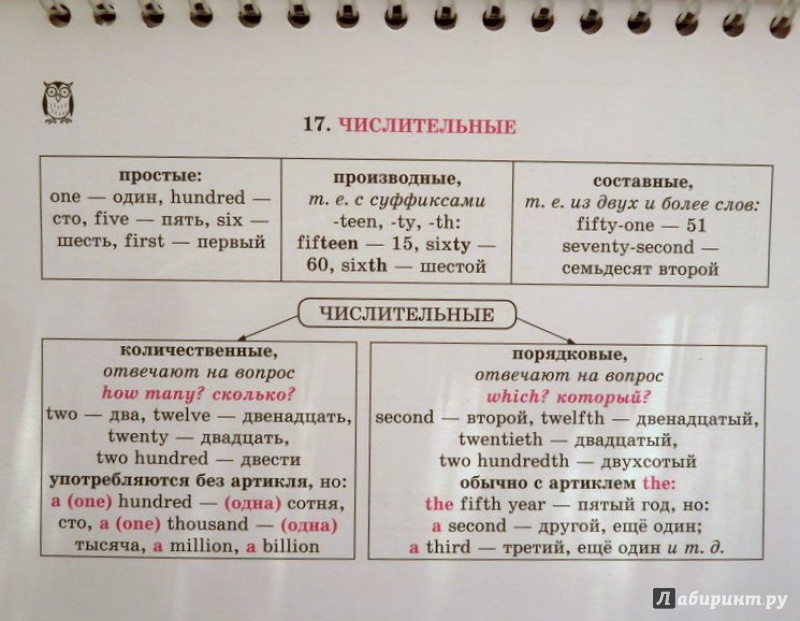 17. ЧИСЛИТЕЛЬНЫЕ
простые:
one — один, hundred —
сто, five — пять, six —
шесть, first — первый
производные,
т. е. с суффиксами
-teen, -ty, -th:
fifteen — 15, sixty —
60, sixth — шестой
составные,
т. е. из двух и более слов:
fifty-one — 51
seventy-second —
семьдесят второй
ЧИСЛИТЕЛЬНЫЕ
количественные,
отвечают на вопрос
how many? сколько?
two — два, twelve — двенадцать,
twenty — двадцать,
two hundred — двести
употребляются без артикля, но:
a (one) hundred — (одна) сотня,
сто, a (one) thousand — (одна)
тысяча, a million, a billion
порядковые,
отвечают на вопрос
which? который?
second — второй, twelfth — двенадцатый,
twentieth — двадцатый,
two hundredth — двухсотый
обычно с артиклем the:
the fifth year — пятый год, но:
a second — другой, ещё один;
a third — третий, ещё один и т. д.
Лабиринт.ру